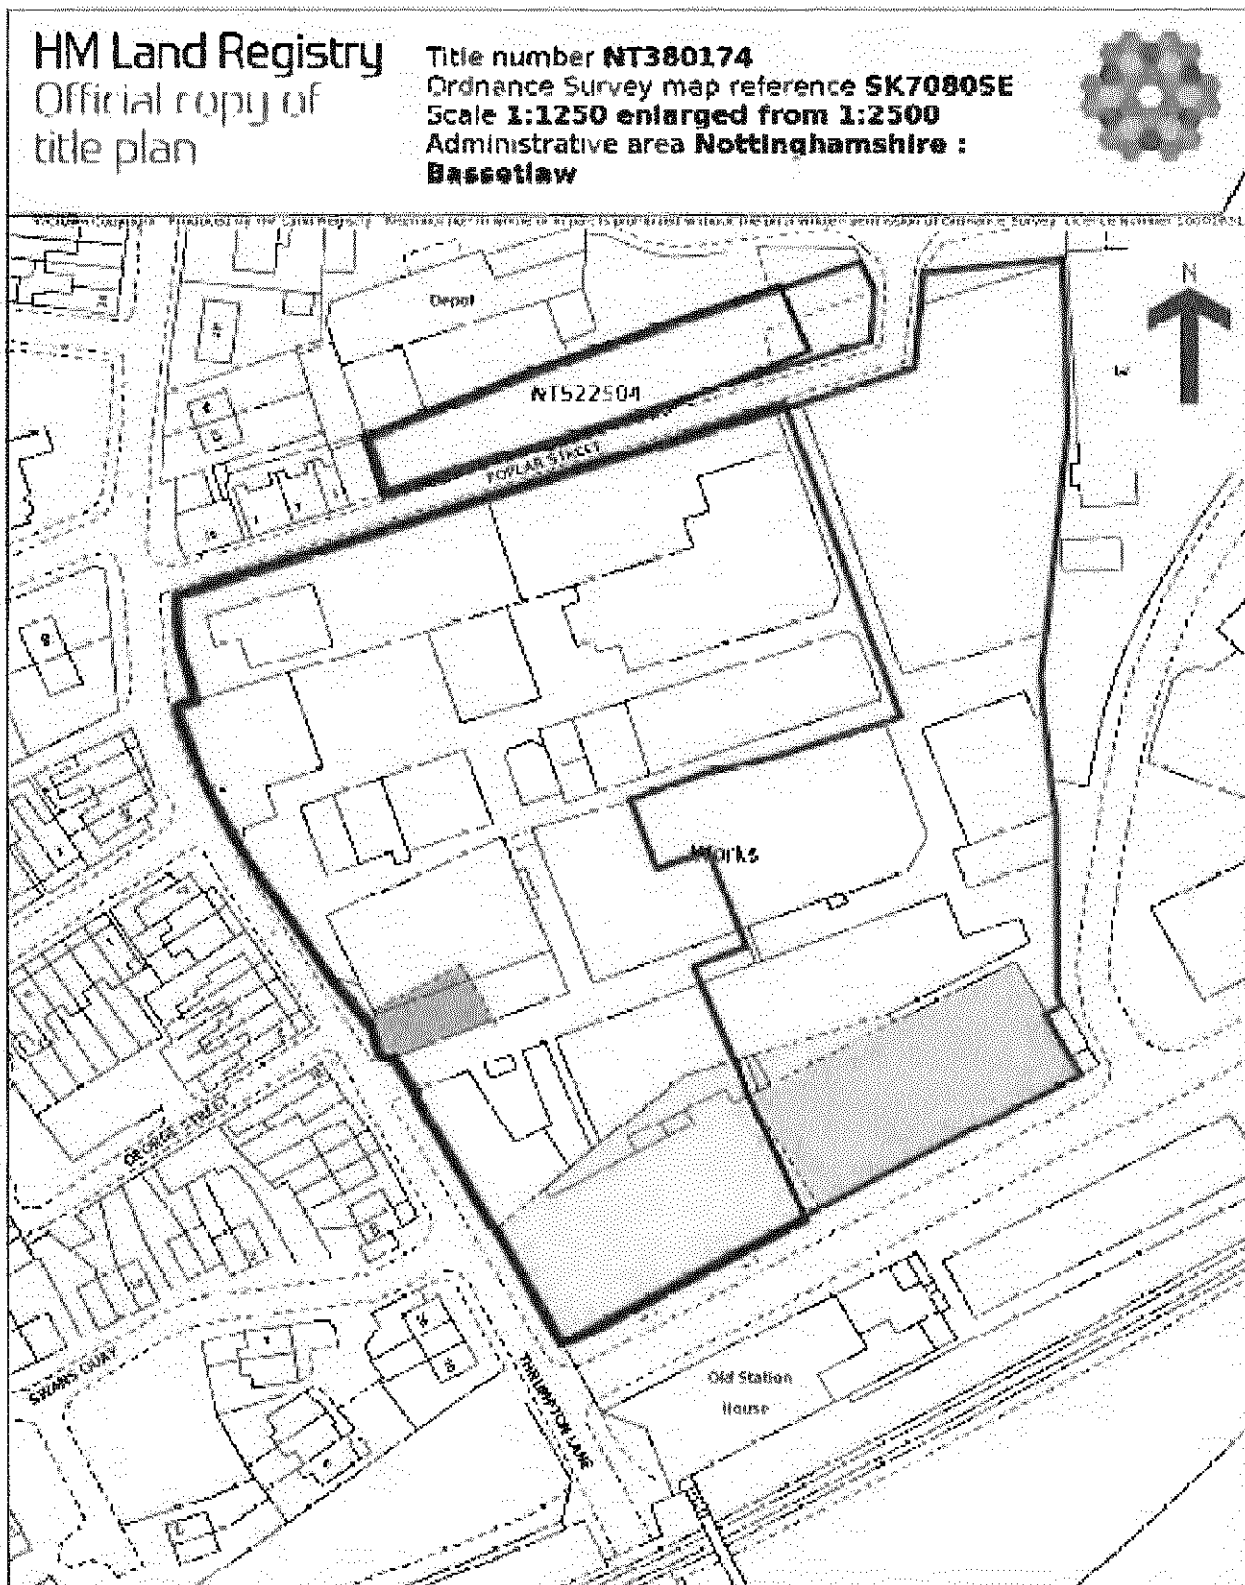 HM Land Registry
Official copy of
title plan
Title number NT380174
Ordnance Survey map reference SK7080SE
Scale 1:1250 enlarged from 1:2500
Administrative area Nottinghamshire :
Bassetlaw
N
Depot
NT522504
POPLAR STREET
Works
GEORGE STREET
SWANS QUAY
THRUMPTON LANE
Old Station
House